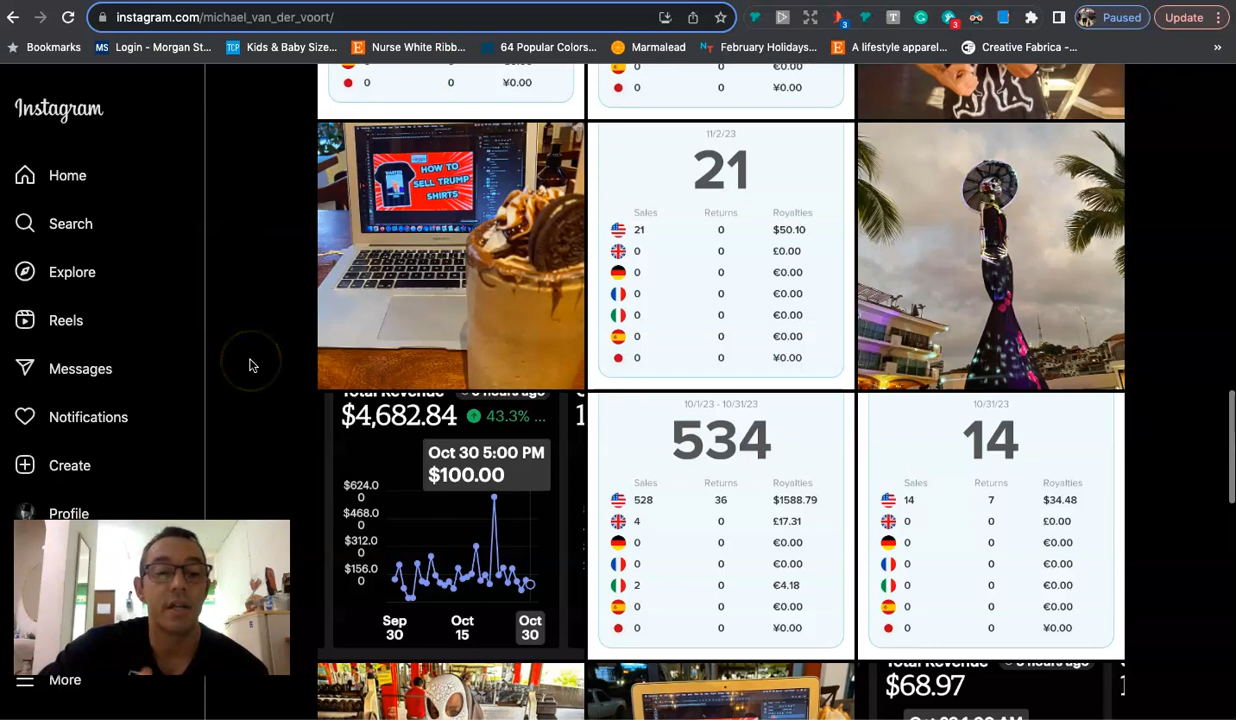 instagram.com/michael_van_der_voort/
3
3
Paused
Update
Bookmarks
Login - Morgan St...
Kids & Baby Size...
Nurse White Ribb...
64 Popular Colors...
Marmalead
February Holidays...
A lifestyle apparel...
Creative Fabrica -...
»
Instagram
Home
Search
Explore
Reels
Messages
Notifications
Create
Profile
More
0 0 ¥0.00
0 0 €0.00
0 0 ¥0.00
HOW TO
SELL TRUMP
SHIRTS
11/2/23
21
Sales Returns Royalties
21 0 $50.10
0 0 £0.00
0 0 €0.00
0 0 €0.00
0 0 €0.00
0 0 €0.00
0 0 ¥0.00
$4,682.84 43.3% ...
Oct 30 5:00 PM
$100.00
$624.0
0
$468.0
0
$312.0
0
$156.0
0
Sep
30
Oct
15
Oct
30
10/1/23 - 10/31/23
534
Sales Returns Royalties
528 36 $1588.79
4 0 £17.31
0 0 €0.00
0 0 €0.00
2 0 €4.18
0 0 €0.00
0 0 ¥0.00
10/31/23
14
Sales Returns Royalties
14 7 $34.48
0 0 £0.00
0 0 €0.00
0 0 €0.00
0 0 €0.00
0 0 €0.00
0 0 ¥0.00
$68.97